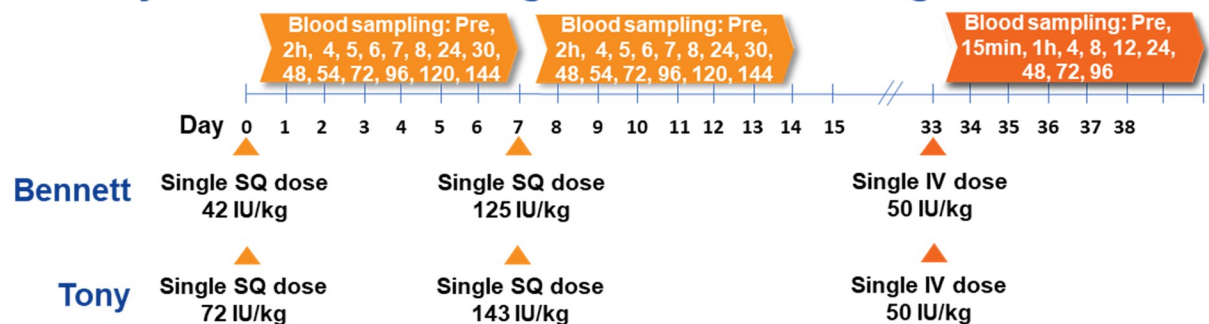 Blood sampling: Pre,
2h, 4, 5, 6, 7, 8, 24, 30,
48, 54, 72, 96, 120, 144
Blood sampling: Pre,
2h, 4, 5, 6, 7, 8, 24, 30,
48, 54, 72, 96, 120, 144
Blood sampling: Pre,
15min, 1h, 4, 8, 12, 24,
48, 72, 96
Day 0 1 2 3 4 5 6 7 8 9 10 11 12 13 14 15 33 34 35 36 37 38
Bennett
Single SQ dose
42 IU/kg
Single SQ dose
125 IU/kg
Single IV dose
50 IU/kg
Tony
Single SQ dose
72 IU/kg
Single SQ dose
143 IU/kg
Single IV dose
50 IU/kg